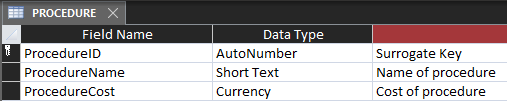 PROCEDURE
Field Name Data Type
ProcedureID AutoNumber Surrogate Key
ProcedureName Short Text Name of procedure
ProcedureCost Currency Cost of procedure